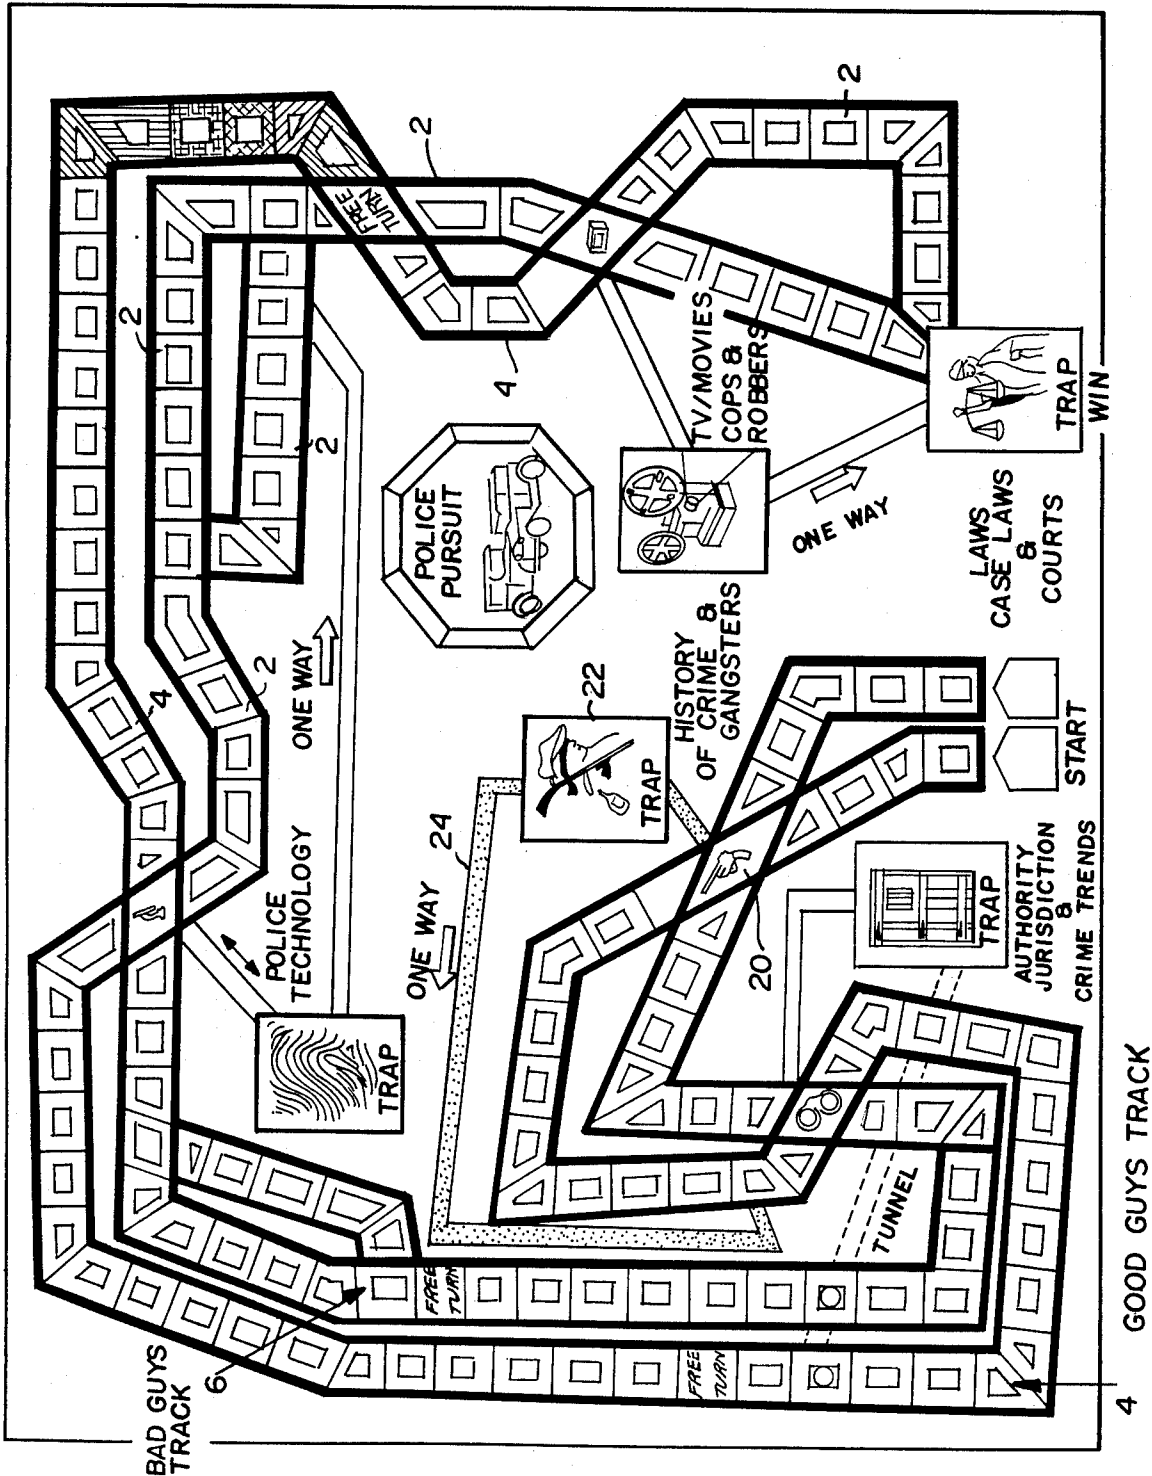 BAD GUYS
TRACK
6
4
GOOD GUYS TRACK
FREE
TURN
FREE
TURN
TUNNEL
TRAP
POLICE
TECHNOLOGY
ONE WAY
ONE WAY
24
22
TRAP
20
TRAP
AUTHORITY
JURISDICTION
&
CRIME TRENDS
START
HISTORY
OF CRIME &
GANGSTERS
POLICE
PURSUIT
TV/MOVIES
COPS &
ROBBERS
ONE WAY
LAWS
CASE LAWS
&
COURTS
TRAP
WIN
FREE
TURN
4
4
2
2
2
2
2